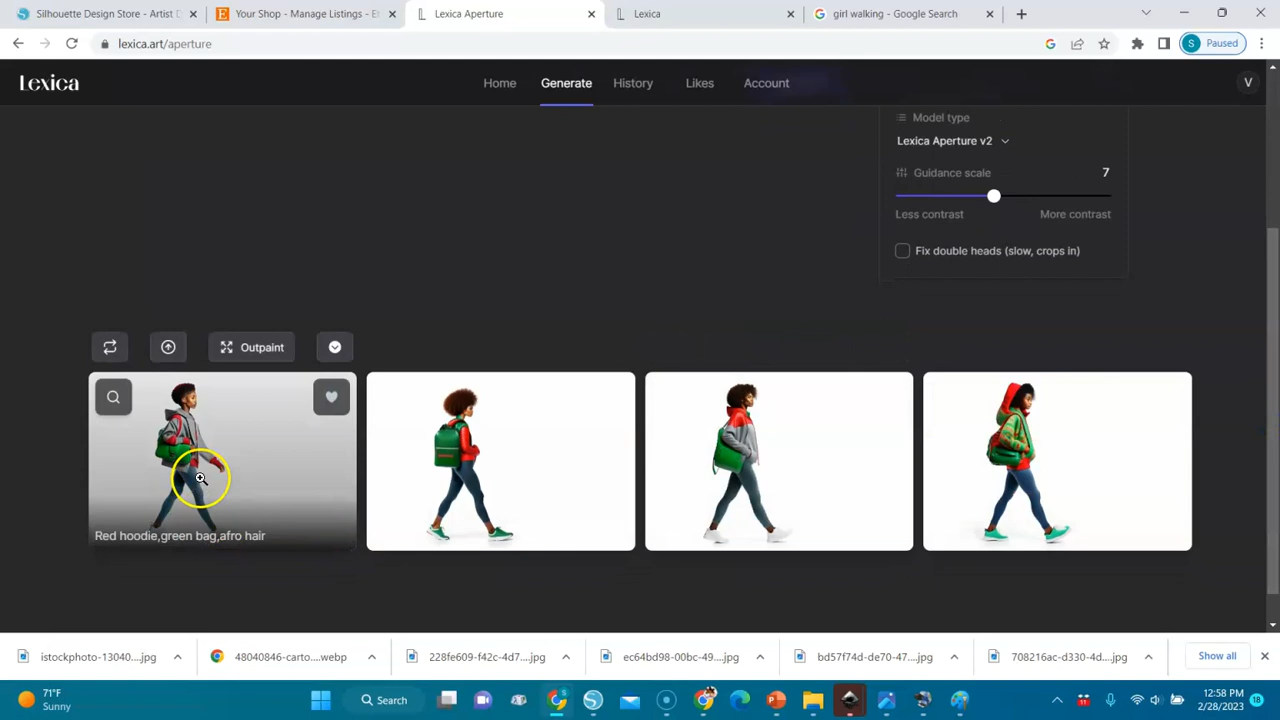 Silhouette Design Store - Artist D
Your Shop - Manage Listings - Et
Lexica Aperture
Lexica
girl walking - Google Search
lexica.art/aperture
S Paused
Lexica
Home
Generate
History
Likes
Account
V
Model type
Lexica Aperture v2
Guidance scale
7
Less contrast
More contrast
Fix double heads (slow, crops in)
Outpaint
Red hoodie,green bag,afro hair
istockphoto-13040....jpg
48040846-carto....webp
228fe609-f42c-4d7....jpg
ec64bd98-00bc-49....jpg
bd57f74d-de70-47....jpg
708216ac-d330-4d....jpg
Show all
71°F
Sunny
Search
12:58 PM
2/28/2023
18